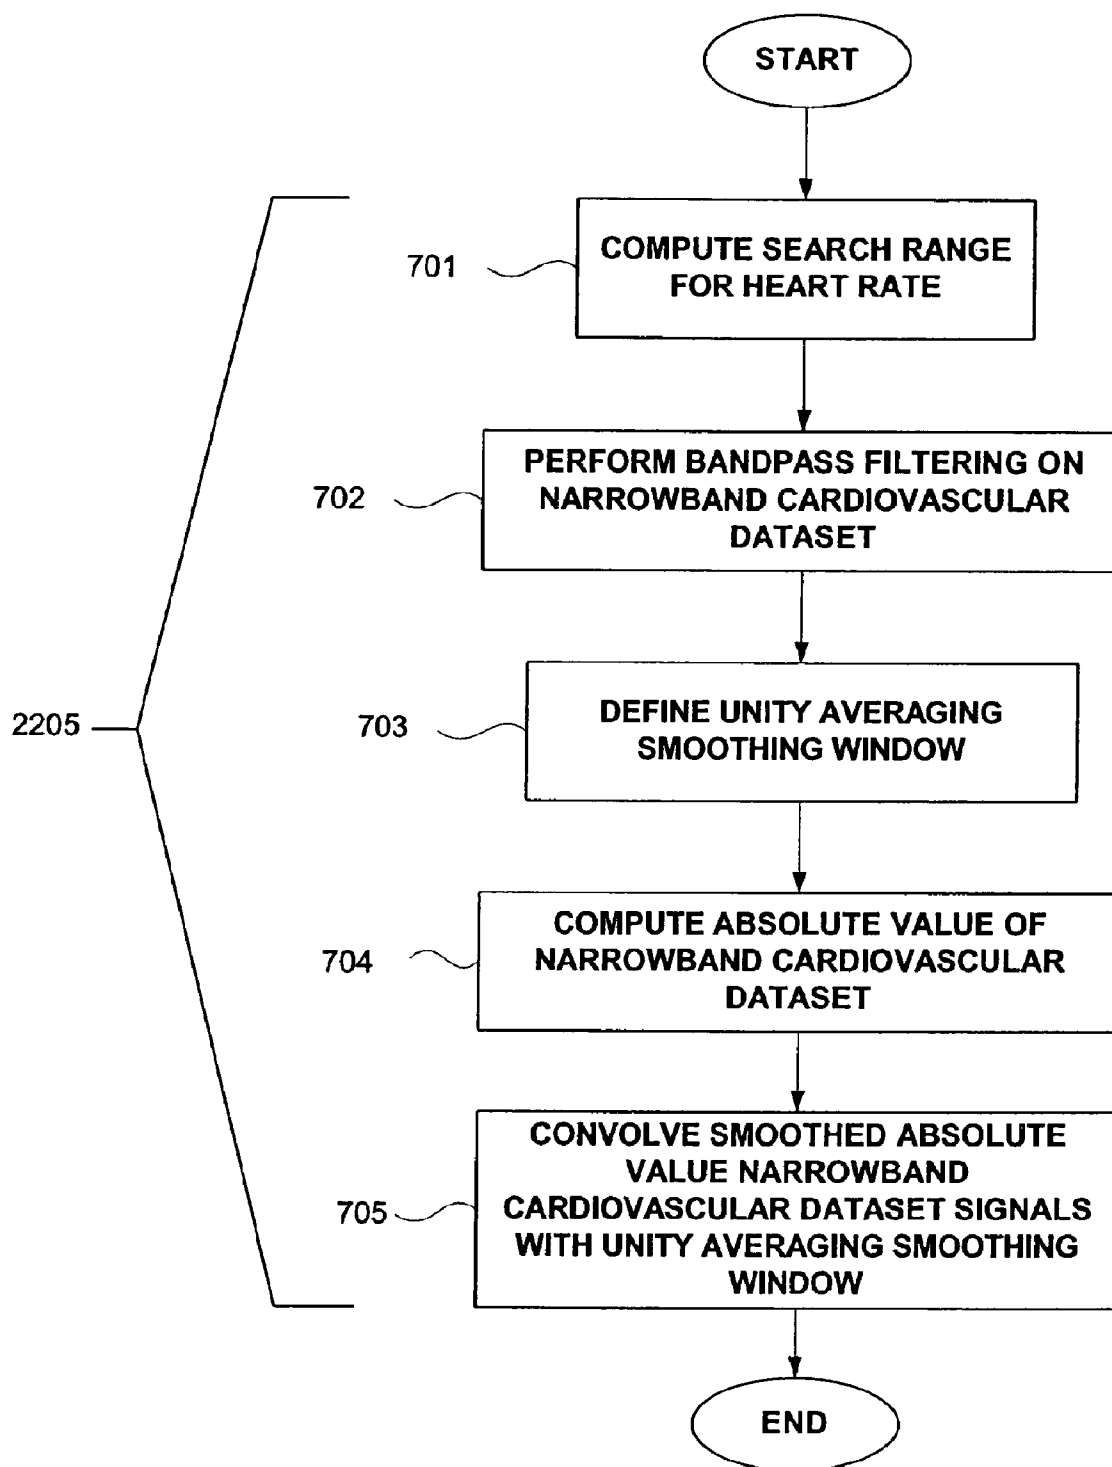 START
COMPUTE SEARCH RANGE
FOR HEART RATE
701
PERFORM BANDPASS FILTERING ON
NARROWBAND CARDIOVASCULAR
DATASET
702
DEFINE UNITY AVERAGING
SMOOTHING WINDOW
703
2205
COMPUTE ABSOLUTE VALUE OF
NARROWBAND CARDIOVASCULAR
DATASET
704
CONVOLVE SMOOTHED ABSOLUTE
VALUE NARROWBAND
CARDIOVASCULAR DATASET SIGNALS
WITH UNITY AVERAGING SMOOTHING
WINDOW
705
END